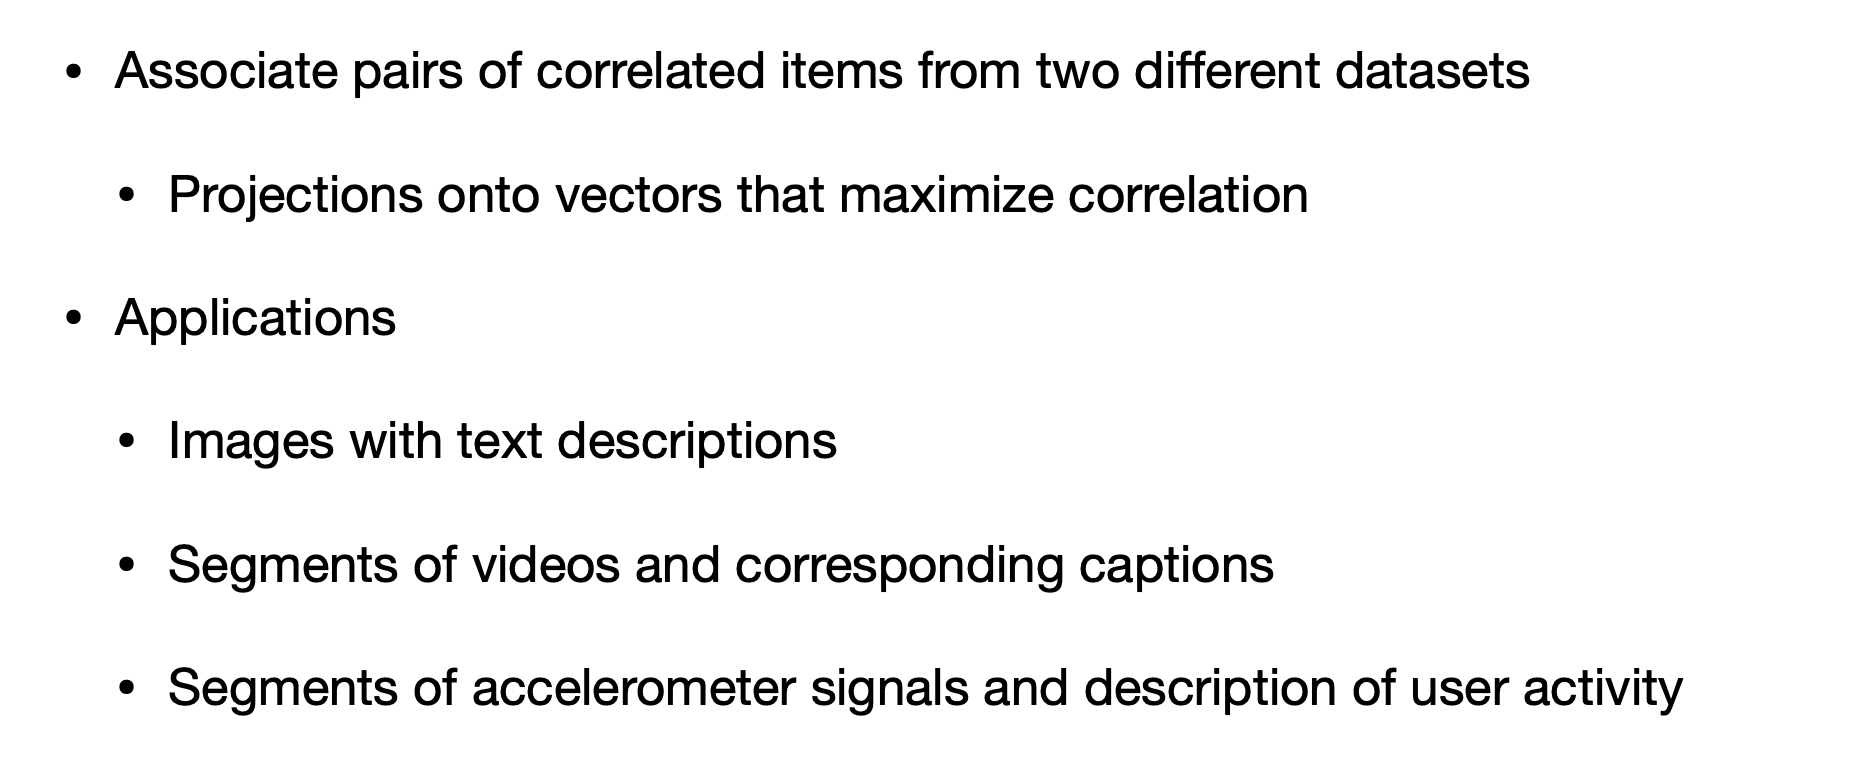 • Associate pairs of correlated items from two different datasets
• Projections onto vectors that maximize correlation
• Applications
• Images with text descriptions
• Segments of videos and corresponding captions
• Segments of accelerometer signals and description of user activity